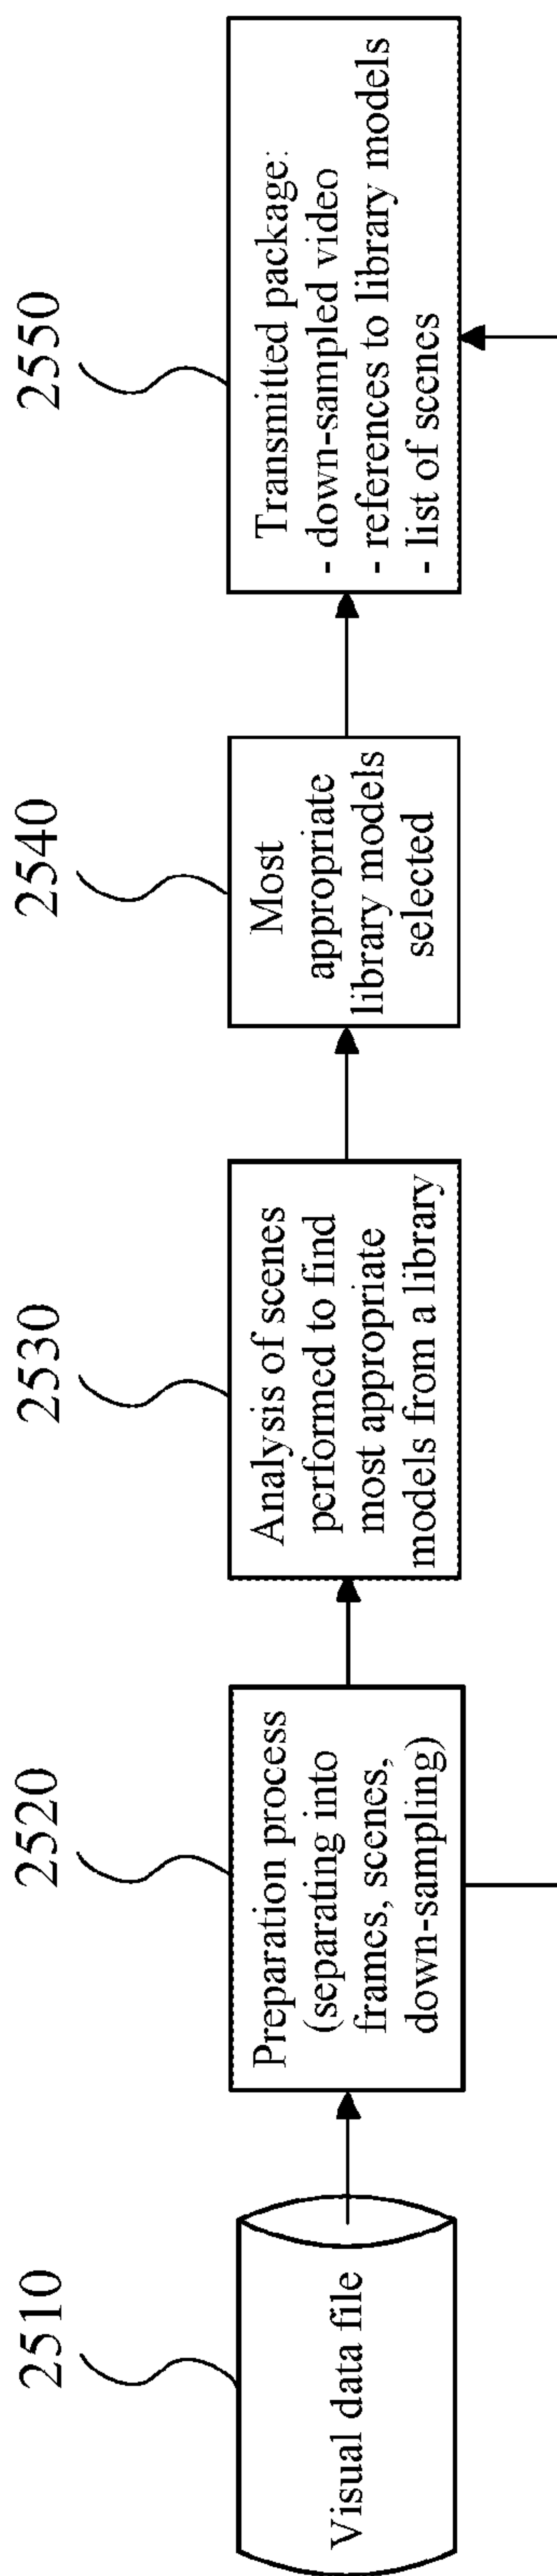 2510
Visual data file
2520
Preparation process
(separating into
frames, scenes,
down-sampling)
2530
Analysis of scenes
performed to find
most appropriate
models from a library
2540
Most
appropriate
library models
selected
2550
Transmitted package:
- down-sampled video
- references to library models
- list of scenes